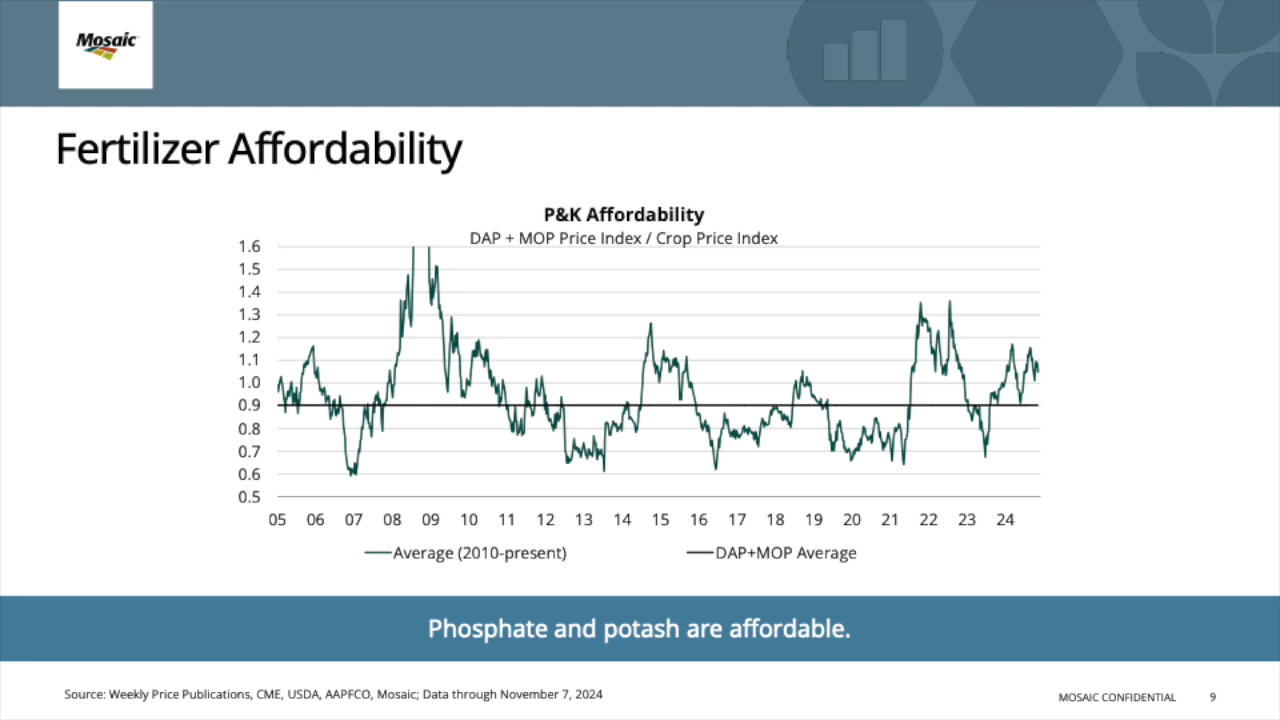 Mosaic
Fertilizer Affordability
P&K Affordability
DAP + MOP Price Index / Crop Price Index
1.6
1.5
1.4
1.3
1.2
1.1
1.0
0.9
0.8
0.7
0.6
0.5
05 06 07 08 09 10 11 12 13 14 15 16 17 18 19 20 21 22 23 24
Average (2010-present) DAP+MOP Average
Phosphate and potash are affordable.
Source: Weekly Price Publications, CME, USDA, AAPFCO, Mosaic; Data through November 7, 2024
MOSAIC CONFIDENTIAL 9